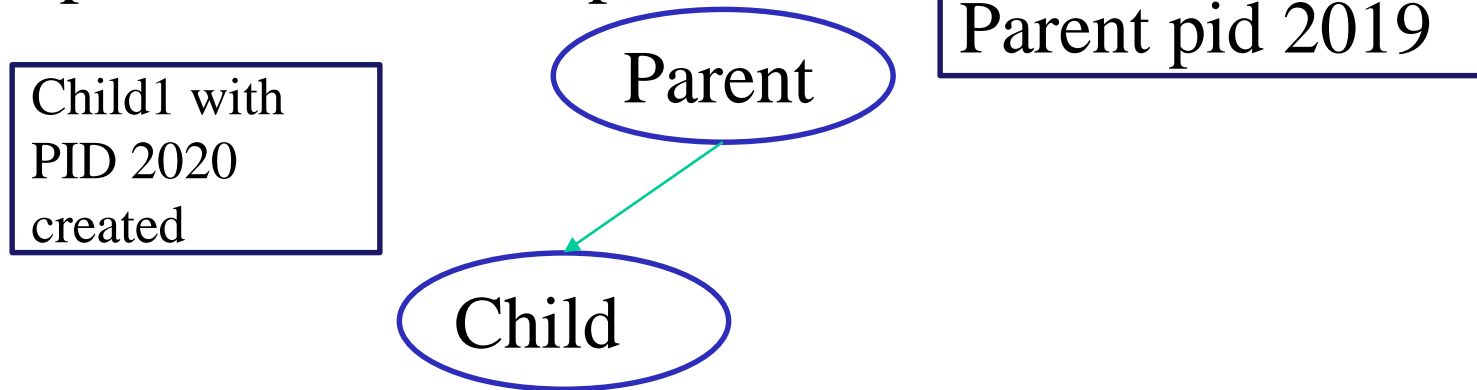 Parent pid 2019
Parent
Child1 with
PID 2020
created
Child